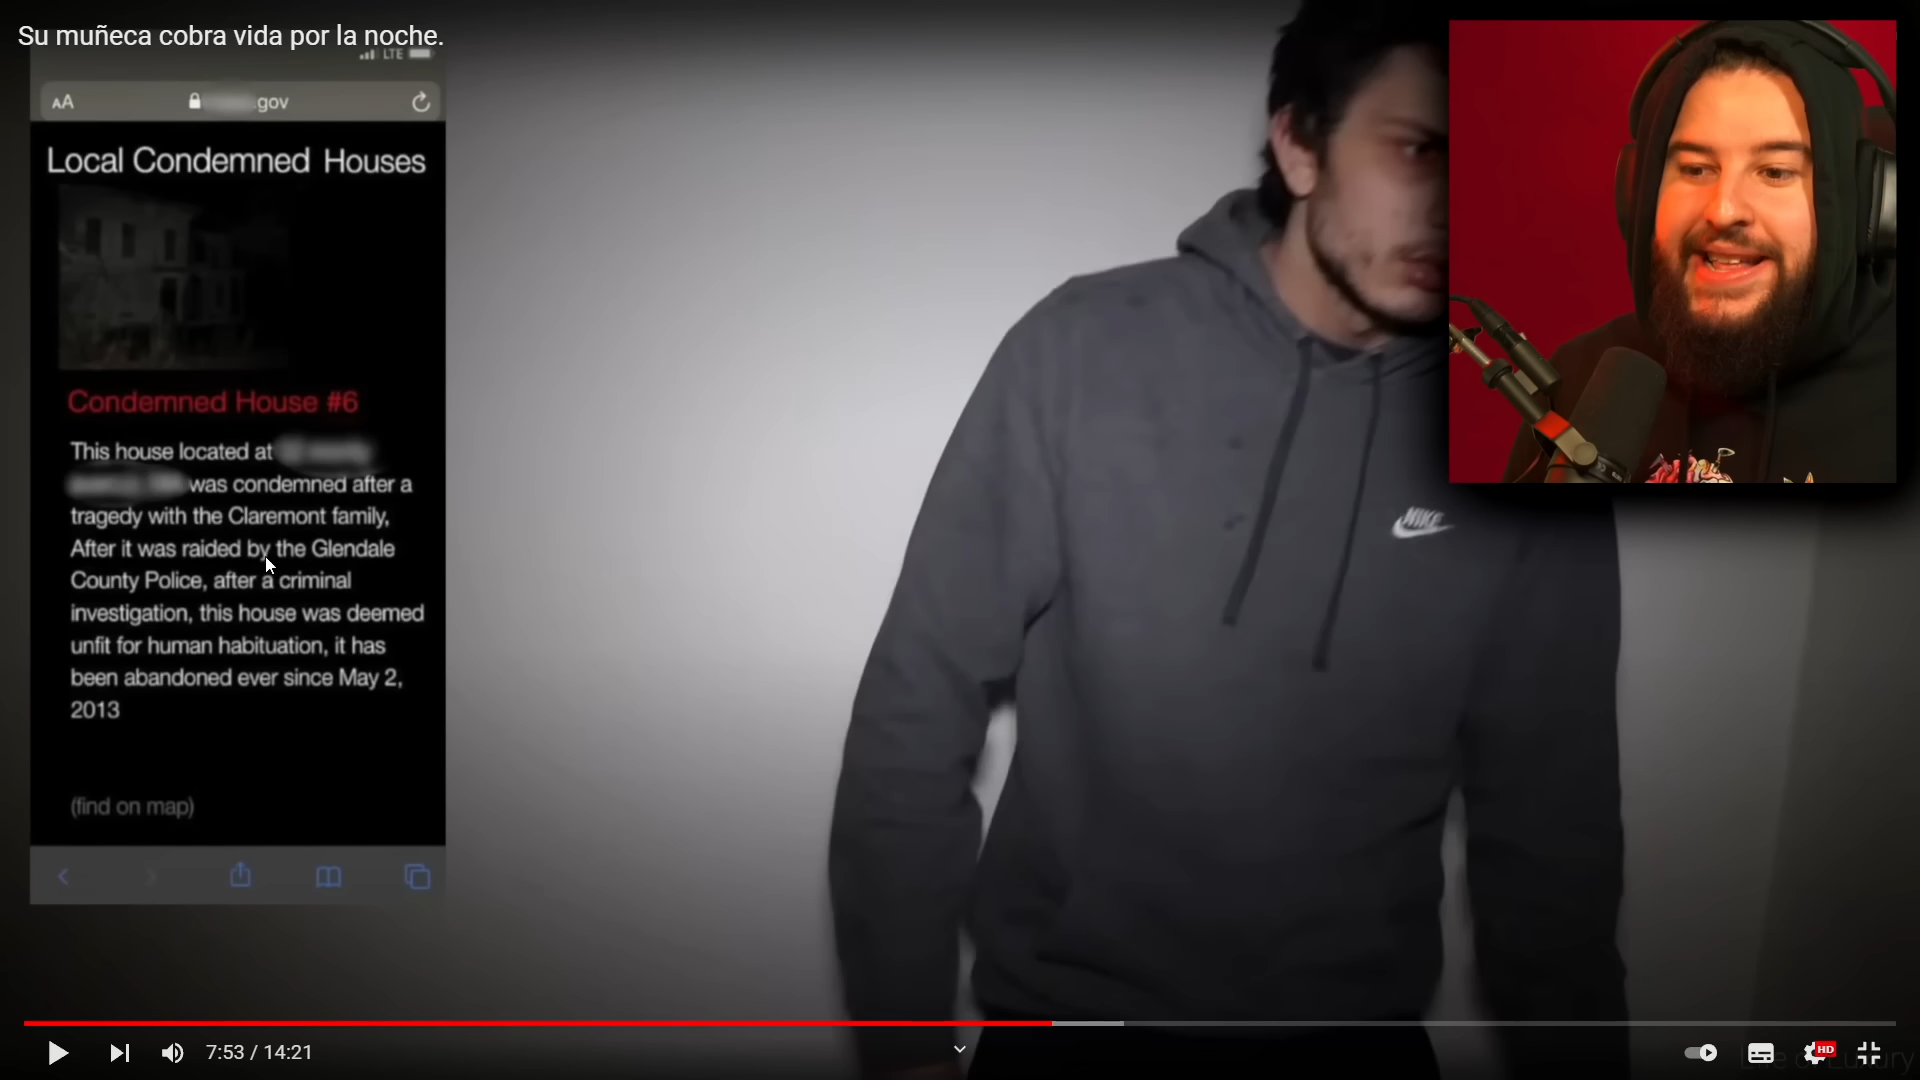 Su muñeca cobra vida por la noche.
LTE
AA
.gov
Local Condemned Houses
Condemned House #6
This house located at
was condemned after a
tragedy with the Claremont family,
After it was raided by the Glendale
County Police, after a criminal
investigation, this house was deemed
unfit for human habituation, it has
been abandoned ever since May 2,
2013
(find on map)
NIKE
7:53 / 14:21
HD